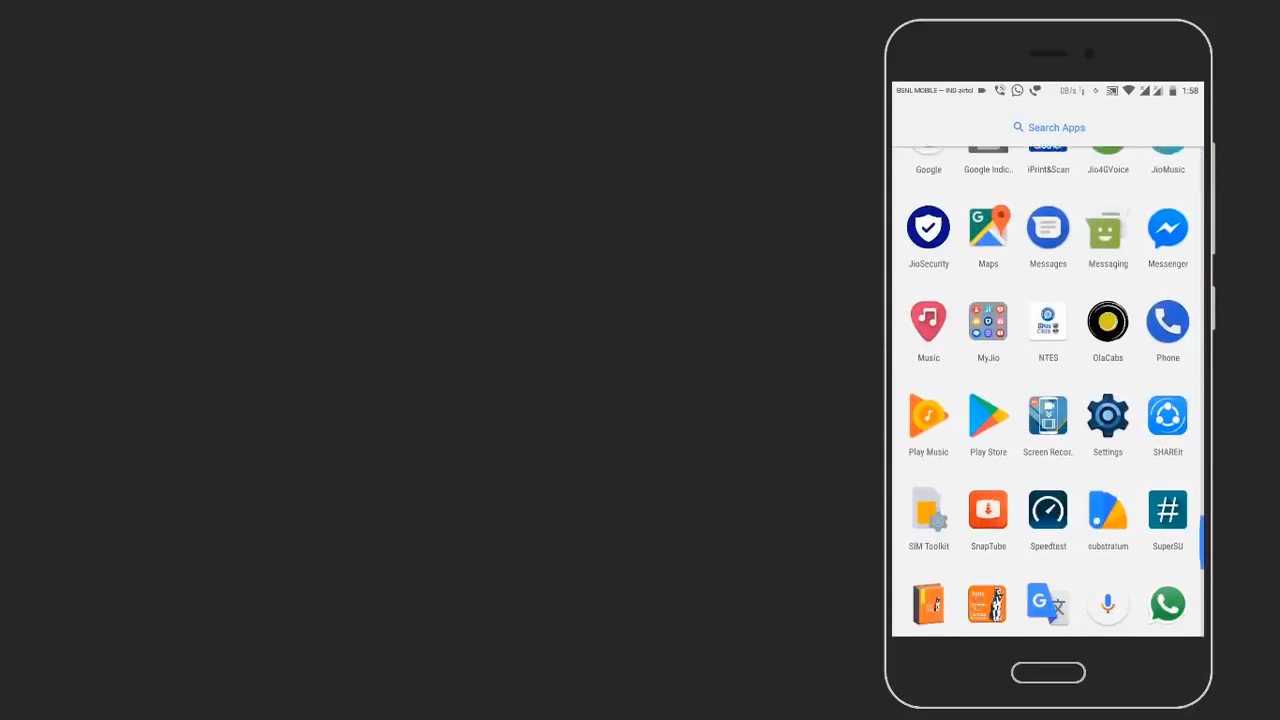 BSNL MOBILE — IND airtel 0B/s 1:58
Search Apps
Google Google Indic.. iPrint&Scan Jio4GVoice JioMusic
JioSecurity Maps Messages Messaging Messenger
Music MyJio NTES OlaCabs Phone
Play Music Play Store Screen Recor.. Settings SHAREit
SIM Toolkit SnapTube Speedtest substratum SuperSU